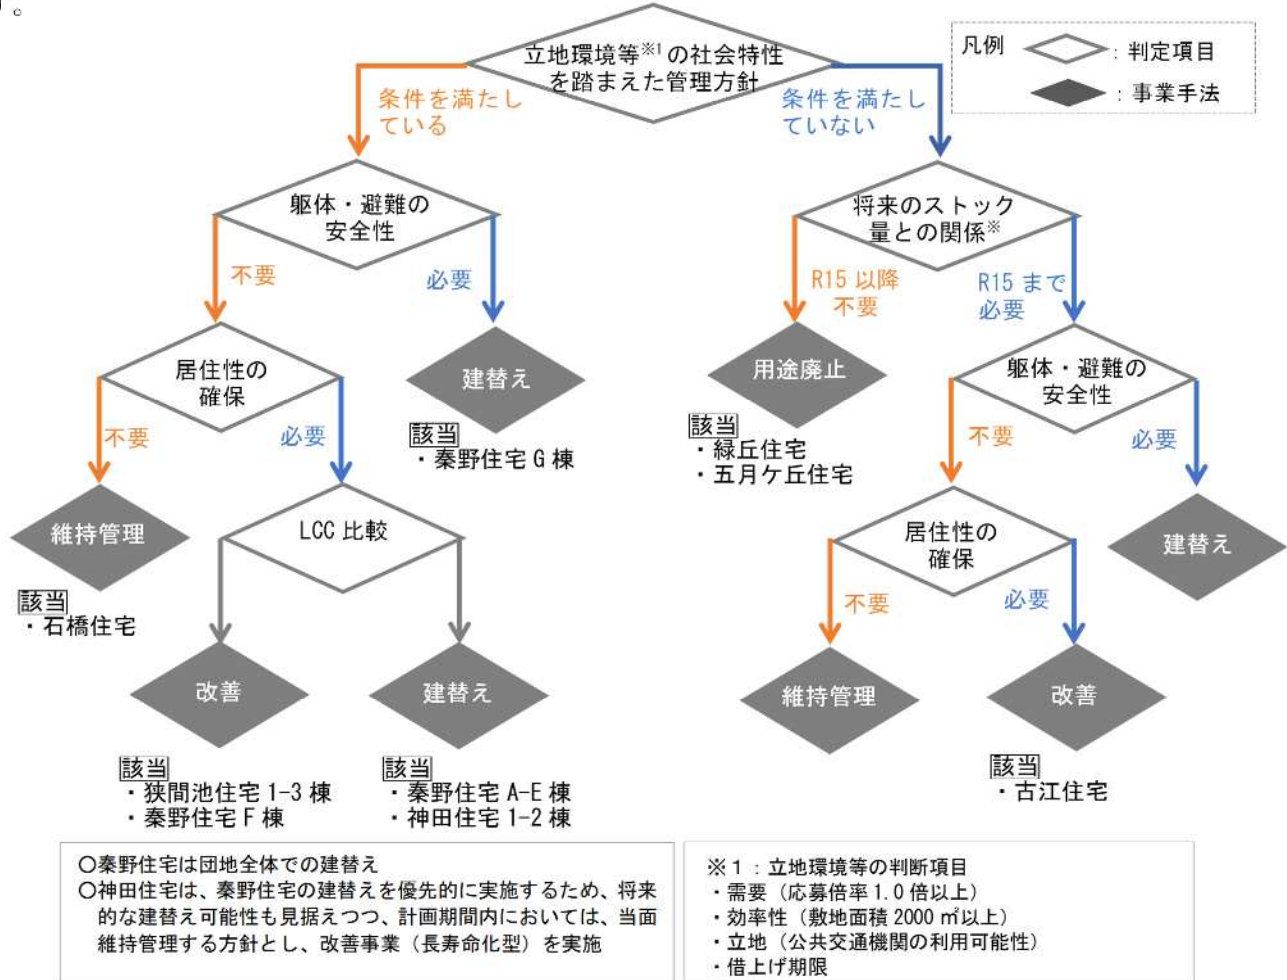 。
立地環境等※1の社会特性
を踏まえた管理方針
凡例
：判定項目
：事業手法
条件を満たし
ている
条件を満たし
ていない
躯体・避難の
安全性
将来のストック
量との関係※
不要
必要
R15 以降
不要
R15 まで
必要
居住性の
確保
建替え
用途廃止
躯体・避難の
安全性
不要
必要
該当
・秦野住宅 G 棟
該当
・緑丘住宅
・五月ケ丘住宅
不要
必要
維持管理
LCC 比較
居住性の
確保
建替え
該当
・石橋住宅
不要
必要
改善
建替え
維持管理
改善
該当
・狭間池住宅 1-3 棟
・秦野住宅 F 棟
該当
・秦野住宅 A-E 棟
・神田住宅 1-2 棟
該当
・古江住宅
〇秦野住宅は団地全体での建替え
〇神田住宅は、秦野住宅の建替えを優先的に実施するため、将来
的な建替え可能性も見据えつつ、計画期間内においては、当面
維持管理する方針とし、改善事業（長寿命化型）を実施
※1：立地環境等の判断項目
・需要（応募倍率 1.0 倍以上）
・効率性（敷地面積 2000 ㎡以上）
・立地（公共交通機関の利用可能性）
・借上げ期限